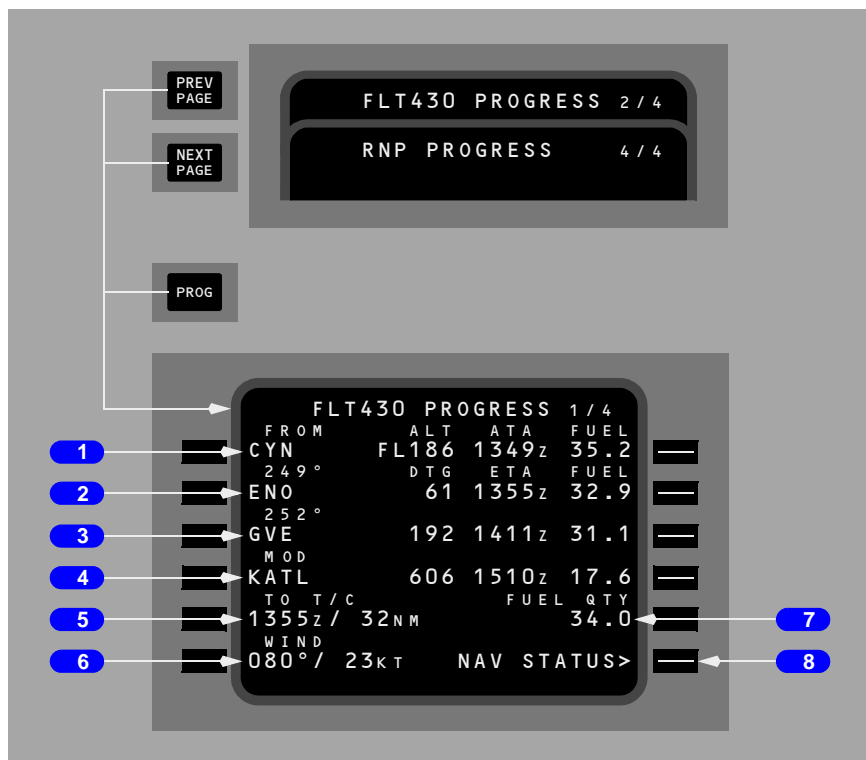 PREV
PAGE
FLT430 PROGRESS 2/4
NEXT
PAGE
RNP PROGRESS 4/4
PROG
FLT430 PROGRESS 1/4
FROM ALT ATA FUEL
1 CYN FL186 1349Z 35.2
249° DTG ETA FUEL
2 ENO 61 1355Z 32.9
252°
3 GVE 192 1411Z 31.1
MOD
4 KATL 606 1510Z 17.6
TO T/C FUEL QTY
5 1355Z/ 32NM 34.0 7
WIND
6 080°/ 23KT NAV STATUS> 8